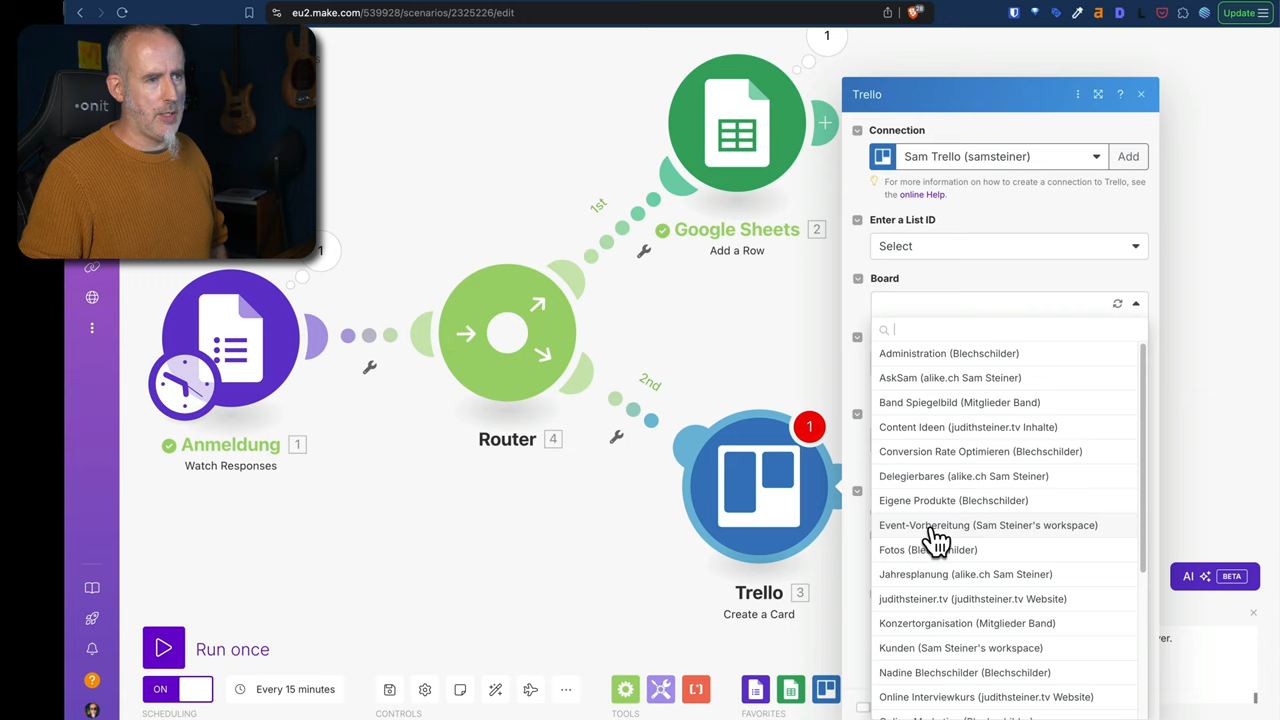 eu2.make.com/539928/scenarios/2325226/edit
28
Update
onit
1
1
1
1st
Google Sheets 2
Add a Row
Anmeldung 1
Watch Responses
Router 4
2nd
Trello 3
Create a Card
Trello
?
Connection
Sam Trello (samsteiner)
Add
For more information on how to create a connection to Trello, see
the online Help.
Enter a List ID
Select
Board
Administration (Blechschilder)
AskSam (alike.ch Sam Steiner)
Band Spiegelbild (Mitglieder Band)
Content Ideen (judithsteiner.tv Inhalte)
Conversion Rate Optimieren (Blechschilder)
Delegierbares (alike.ch Sam Steiner)
Eigene Produkte (Blechschilder)
Event-Vorbereitung (Sam Steiner's workspace)
Fotos (Blechschilder)
Jahresplanung (alike.ch Sam Steiner)
judithsteiner.tv (judithsteiner.tv Website)
Konzertorganisation (Mitglieder Band)
Kunden (Sam Steiner's workspace)
Nadine Blechschilder (Blechschilder)
Online Interviewkurs (judithsteiner.tv Website)
AI BETA
ver.
Run once
ON
Every 15 minutes
SCHEDULING
CONTROLS
TOOLS
FAVORITES